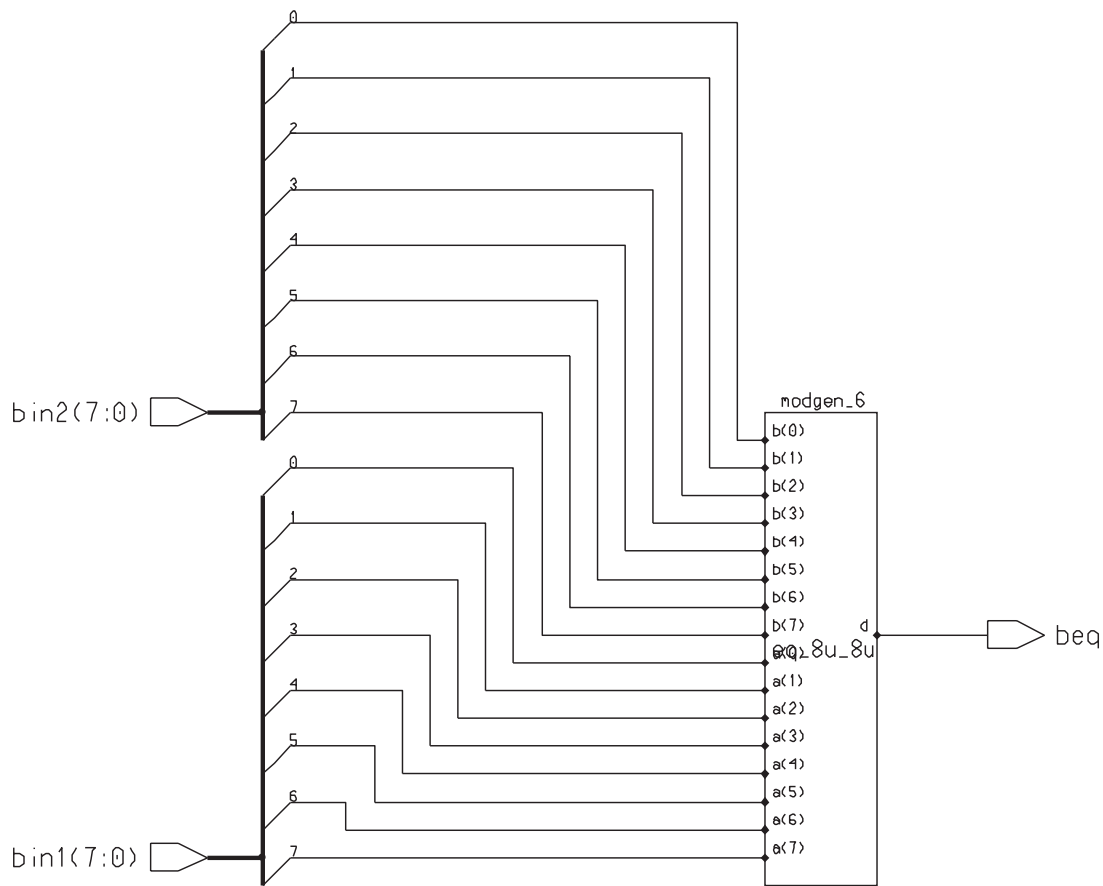 0
1
2
3
4
5
6
bin2(7:0)
7
modgen_6
b(0)
b(1)
0
b(2)
1
b(3)
b(4)
2
b(5)
b(6)
3
b(7)
d
beq
eq_8u_8u
a(1)
4
a(2)
a(3)
5
a(4)
a(5)
6
a(6)
bin1(7:0)
7
a(7)